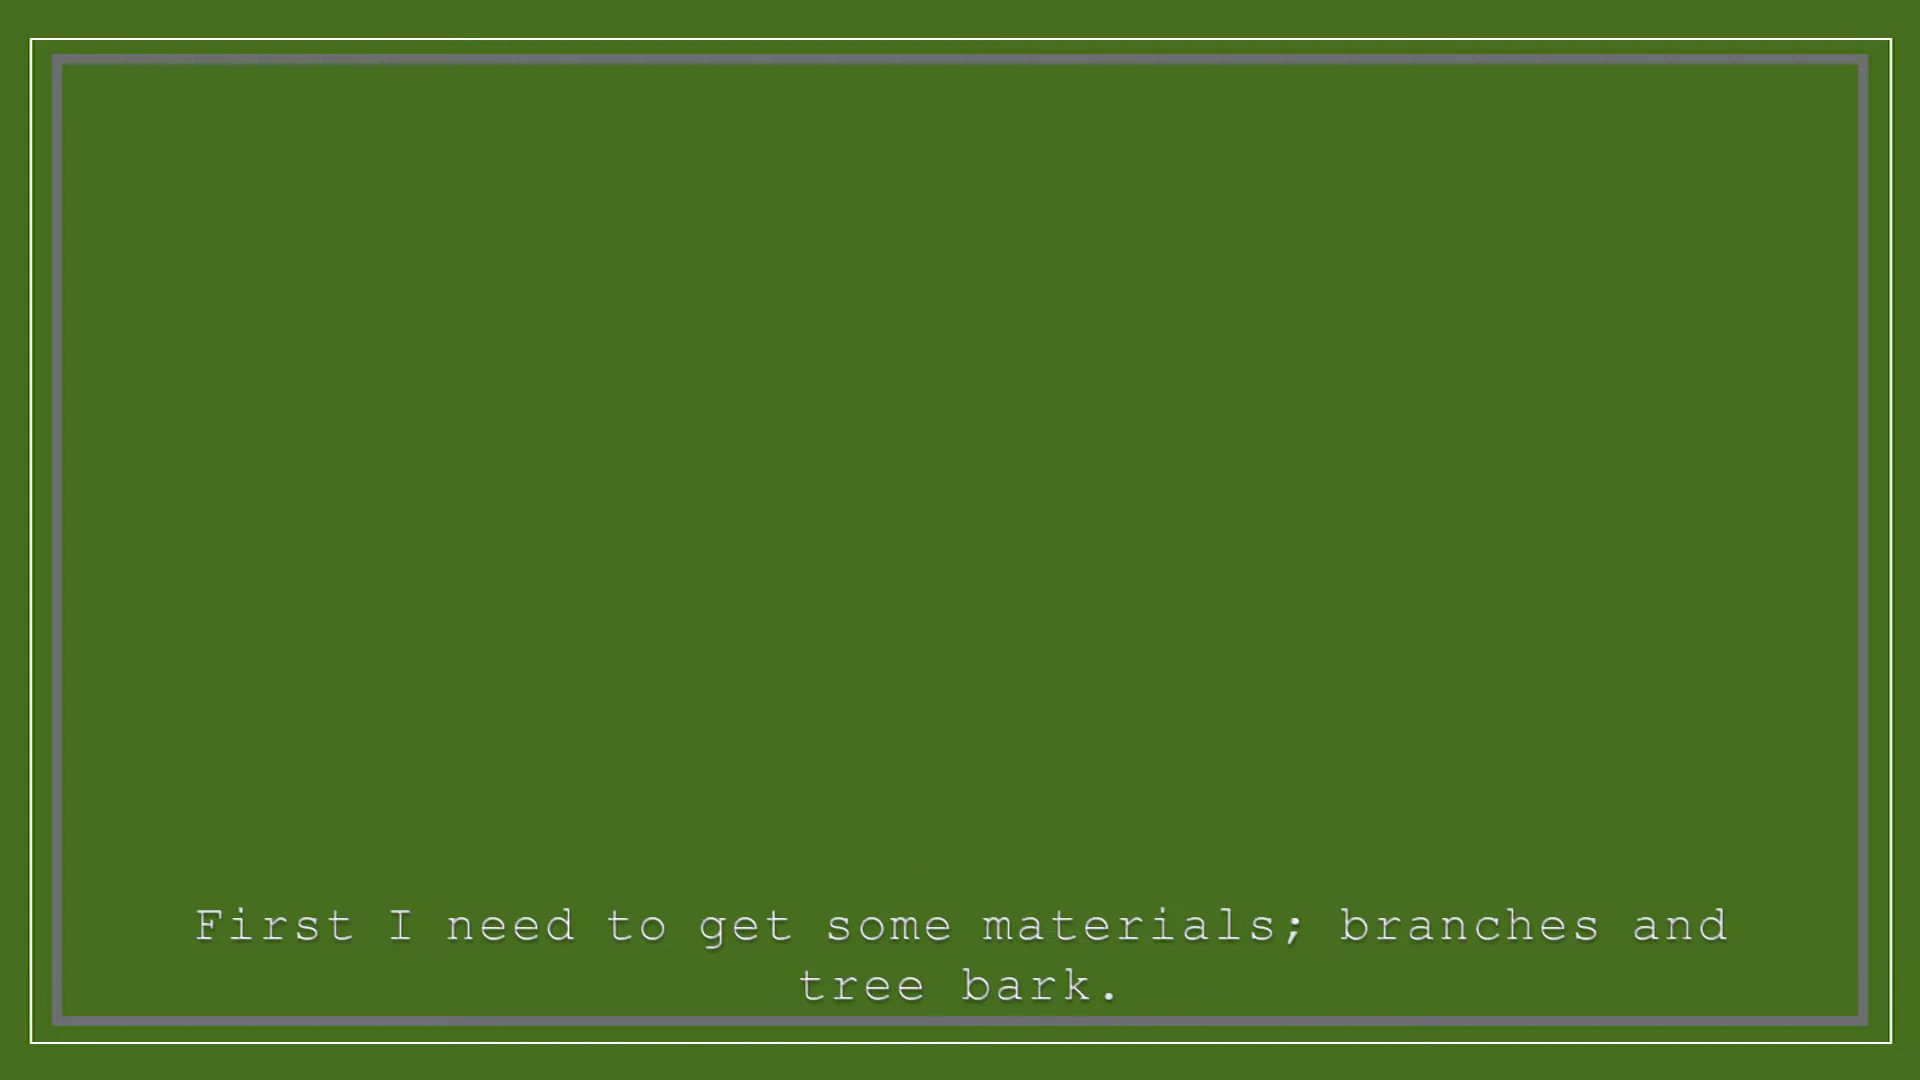 First I need to get some materials; branches and
tree bark.